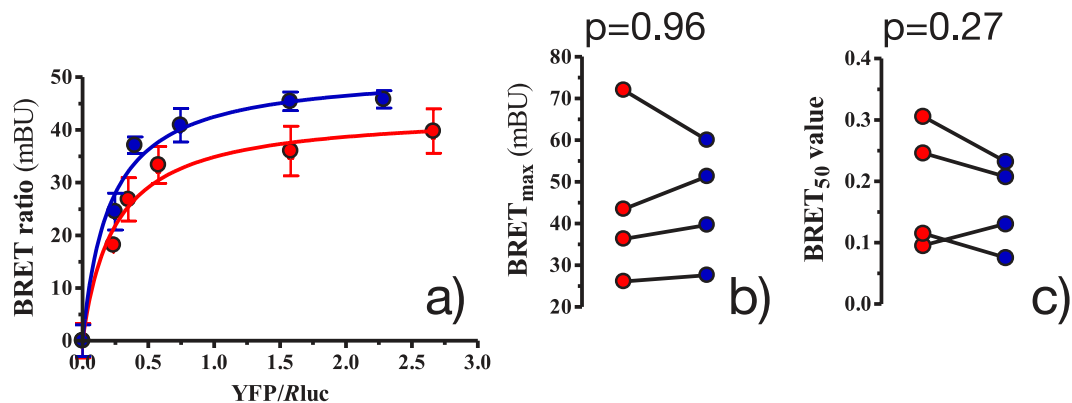 p=0.96
p=0.27
BRET ratio (mBU)
50
40
30
20
10
0
0.0 0.5 1.0 1.5 2.0 2.5 3.0
YFP/Rluc
a)
BRETmax (mBU)
80
70
60
50
40
30
20
b)
BRET50 value
0.4
0.3
0.2
0.1
0.0
c)